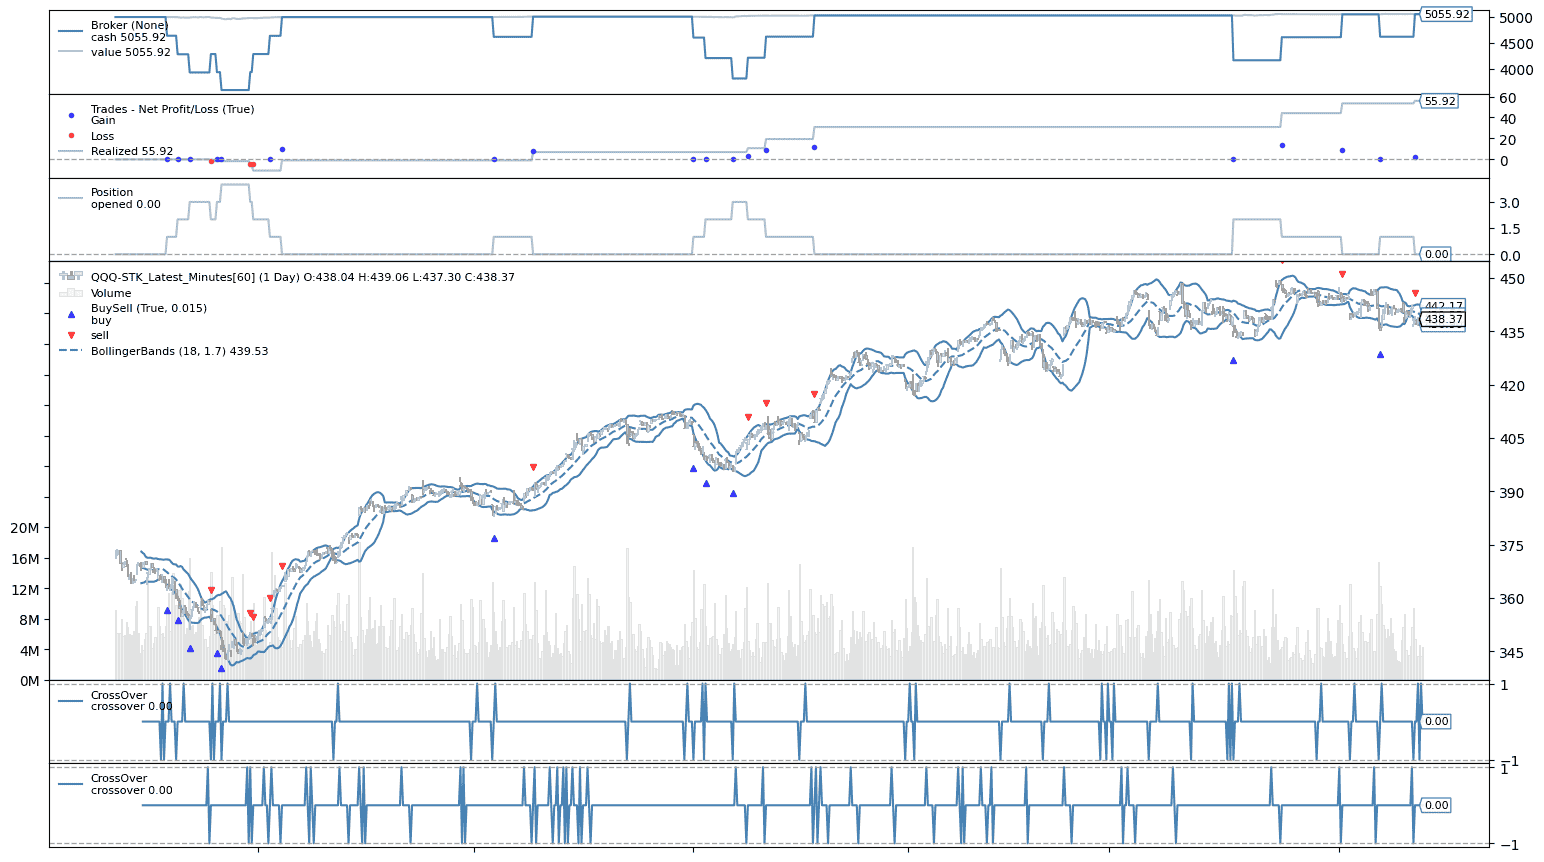 5055.92
5000
Broker (None)
cash 5055.92
value 5055.92
4500
4000
Trades - Net Profit/Loss (True)
Gain
Loss
Realized 55.92
55.92
60
40
20
0
Position
opened 0.00
3.0
1.5
0.00
0.0
QQQ-STK_Latest_Minutes[60] (1 Day) O:438.04 H:439.06 L:437.30 C:438.37
Volume
BuySell (True, 0.015)
buy
sell
BollingerBands (18, 1.7) 439.53
450
442.17
438.37
435
420
405
390
375
360
345
20M
16M
12M
8M
4M
0M
CrossOver
crossover 0.00
1
0.00
−1
CrossOver
crossover 0.00
1
0.00
−1